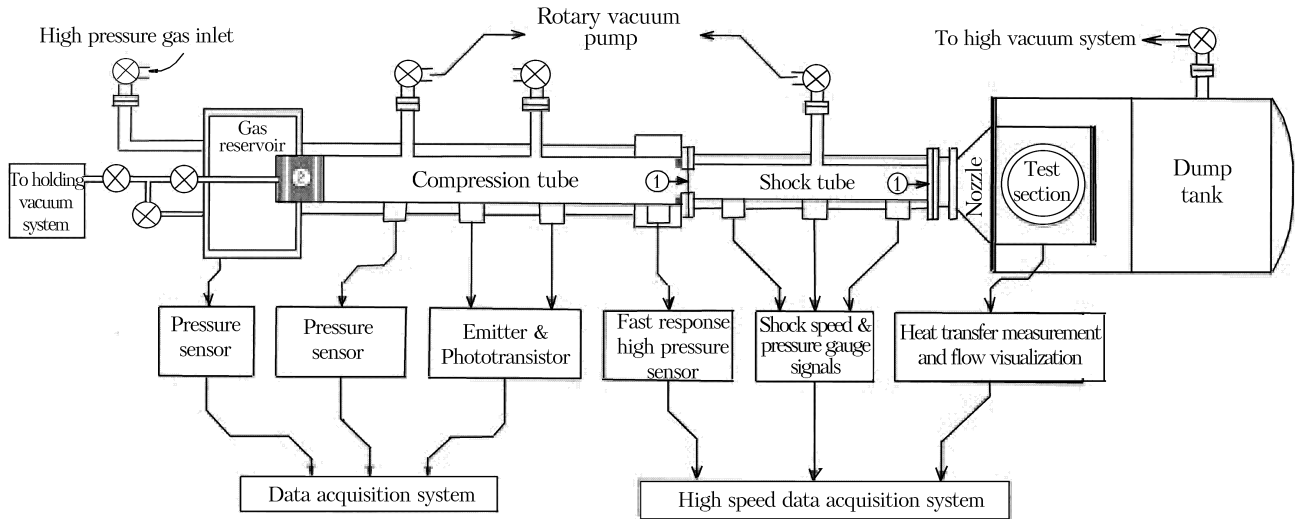 High pressure gas inlet
Rotary vacuum
pump
To high vacuum system
Gas
reservoir
To holding
vacuum
system
2
Compression tube
1
Shock tube
1
Nozzle
Test
section
Dump
tank
Pressure
sensor
Pressure
sensor
Emitter &
Phototransistor
Fast response
high pressure
sensor
Shock speed &
pressure gauge
signals
Heat transfer measurement
and flow visualization
Data acquisition system
High speed data acquisition system